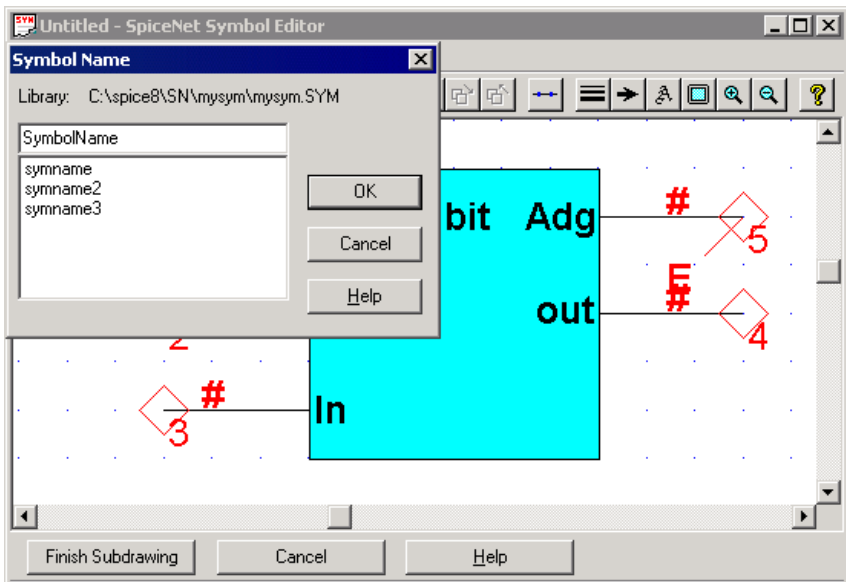 SYM Untitled - SpiceNet Symbol Editor
Symbol Name
Library: C:\spice8\SN\mysym\mysym.SYM
SymbolName
symname
symname2
symname3
OK
Cancel
Help
bit Adg
# 5
E
#
out
4
2
# In
3
Finish Subdrawing Cancel Help